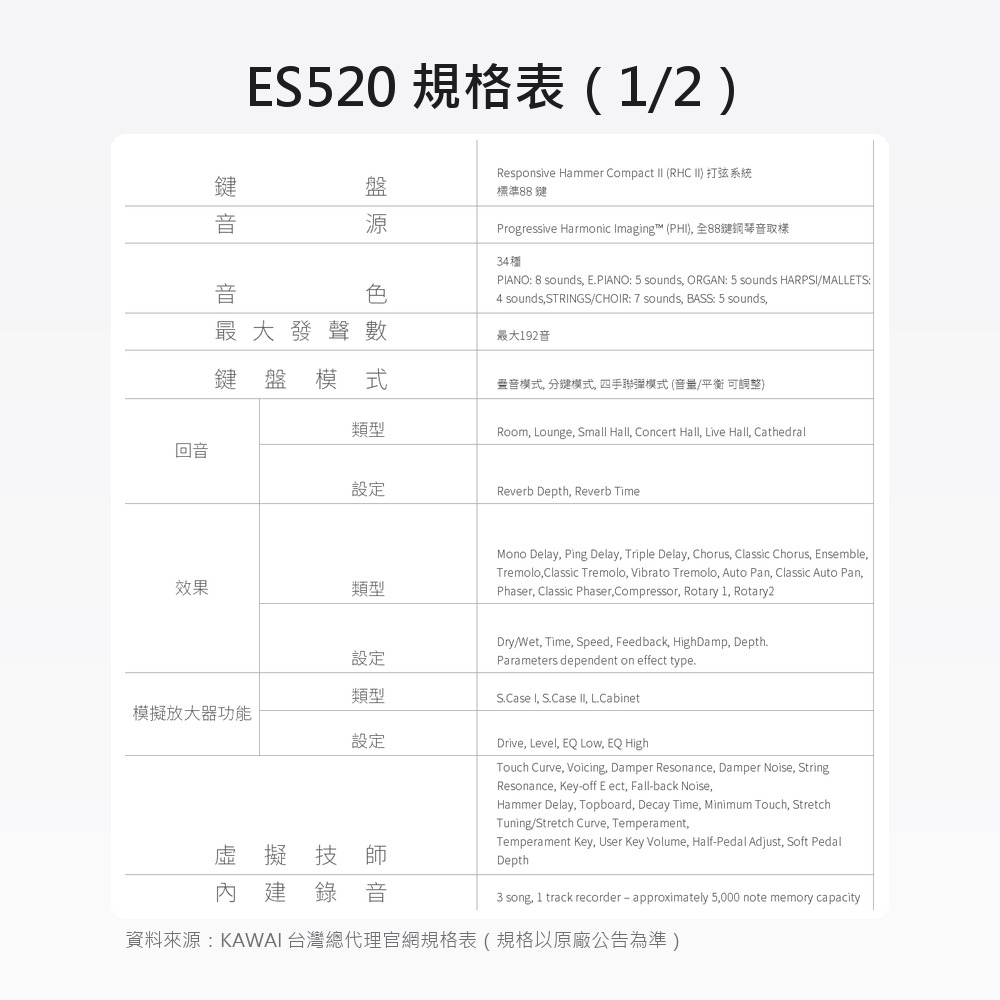 ES520 規格表 ( 1/2 )
鍵盤
Responsive Hammer Compact II (RHC II) 打弦系統
標準88 鍵
音源
Progressive Harmonic Imaging™ (PHI), 全88鍵鋼琴音取樣
音色
34種
PIANO: 8 sounds, E.PIANO: 5 sounds, ORGAN: 5 sounds HARPSI/MALLETS:
4 sounds,STRINGS/CHOIR: 7 sounds, BASS: 5 sounds,
最大發聲數
最大192音
鍵盤模式
疊音模式, 分鍵模式, 四手聯彈模式 (音量/平衡 可調整)
回音
類型
Room, Lounge, Small Hall, Concert Hall, Live Hall, Cathedral
設定
Reverb Depth, Reverb Time
效果
類型
Mono Delay, Ping Delay, Triple Delay, Chorus, Classic Chorus, Ensemble,
Tremolo,Classic Tremolo, Vibrato Tremolo, Auto Pan, Classic Auto Pan,
Phaser, Classic Phaser,Compressor, Rotary 1, Rotary2
設定
Dry/Wet, Time, Speed, Feedback, HighDamp, Depth.
Parameters dependent on effect type.
模擬放大器功能
類型
S.Case I, S.Case II, L.Cabinet
設定
Drive, Level, EQ Low, EQ High
虛擬技師
Touch Curve, Voicing, Damper Resonance, Damper Noise, String
Resonance, Key-off E ect, Fall-back Noise,
Hammer Delay, Topboard, Decay Time, Minimum Touch, Stretch
Tuning/Stretch Curve, Temperament,
Temperament Key, User Key Volume, Half-Pedal Adjust, Soft Pedal
Depth
內建錄音
3 song, 1 track recorder – approximately 5,000 note memory capacity
資料來源：KAWAI 台灣總代理官網規格表 ( 規格以原廠公告為準 )